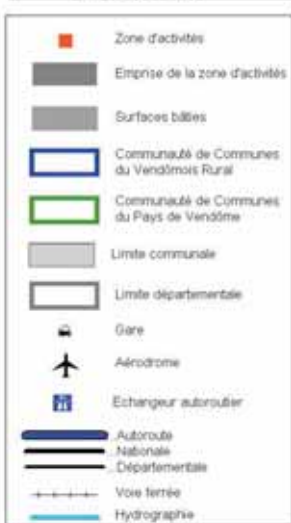 Zone d'activités
Emprise de la zone d'activités
Surfaces bâties
Communauté de Communes
du Vendômois Rural
Communauté de Communes
du Pays de Vendôme
Limite communale
Limite départementale
Gare
Aérodrome
Echangeur autoroutier
Autoroute
Nationale
Départementale
Voie ferrée
Hydrographie